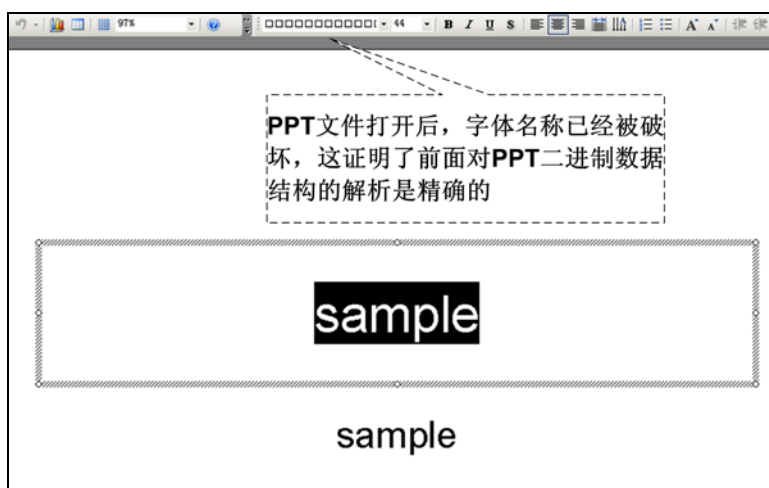 97%
44
B I U S
A A
PPT文件打开后，字体名称已经被破
坏，这证明了前面对PPT二进制数据
结构的解析是精确的
sample
sample